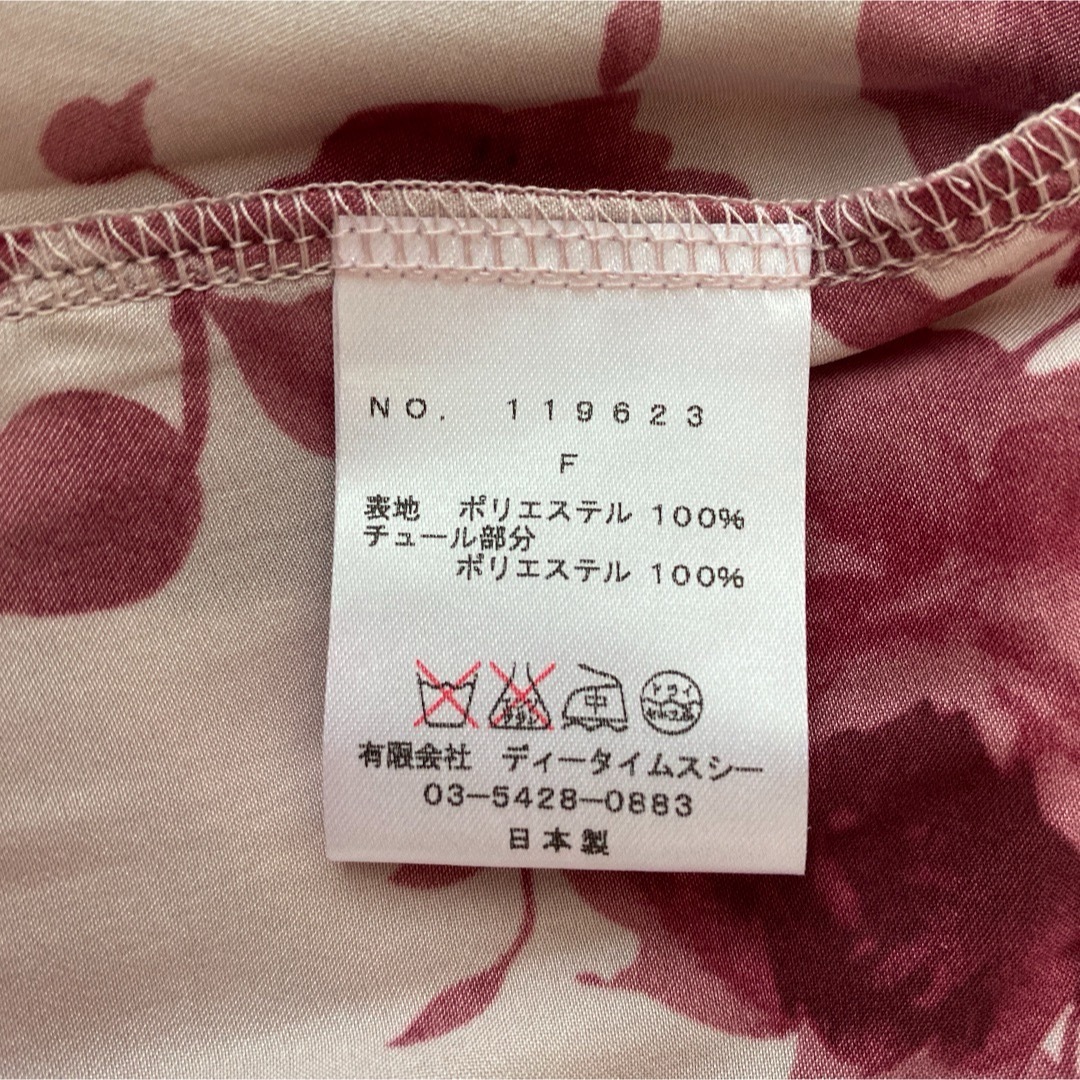 NO. 119623
F
表地 ポリエステル 100%
チュール部分
ポリエステル 100%
中
ドライ
有限会社 ディータイムスシー
03-5428-0883
日本製